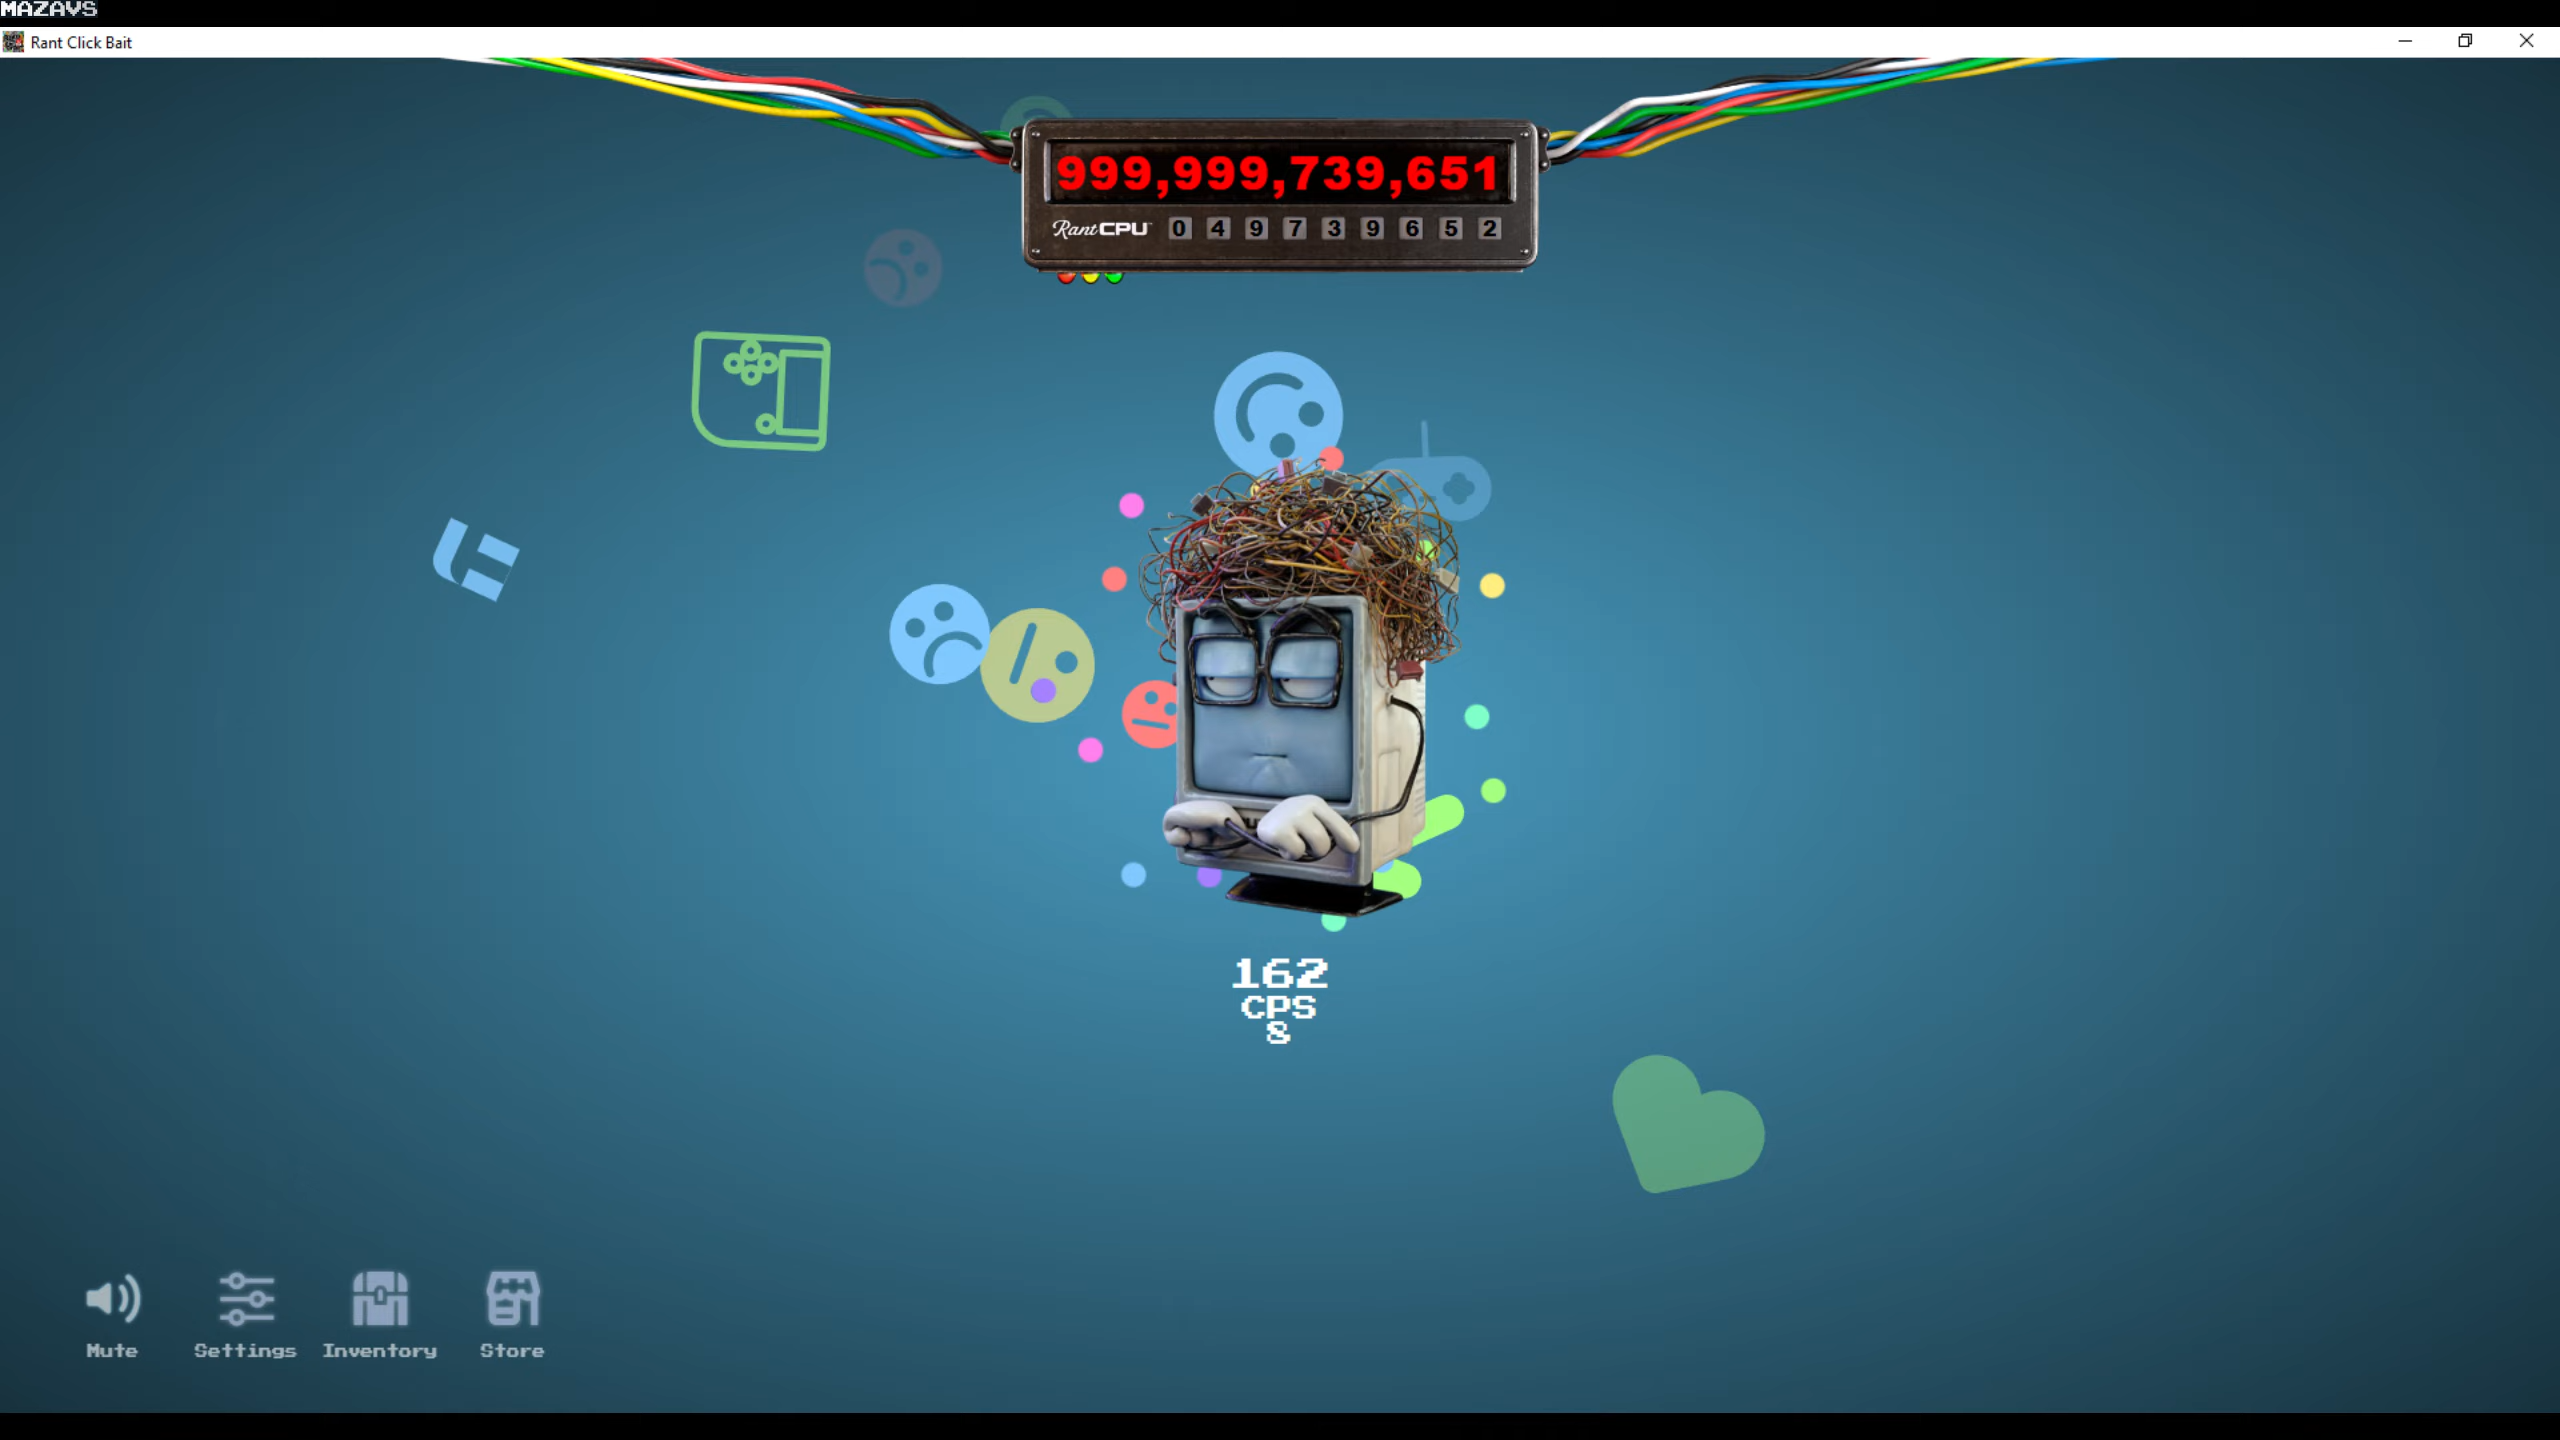 MAZAVS
Rant Click Bait
999,999,739,651
RantCPU 0 4 9 7 3 9 6 5 2
162
CPS
8
Mute Settings Inventory Store